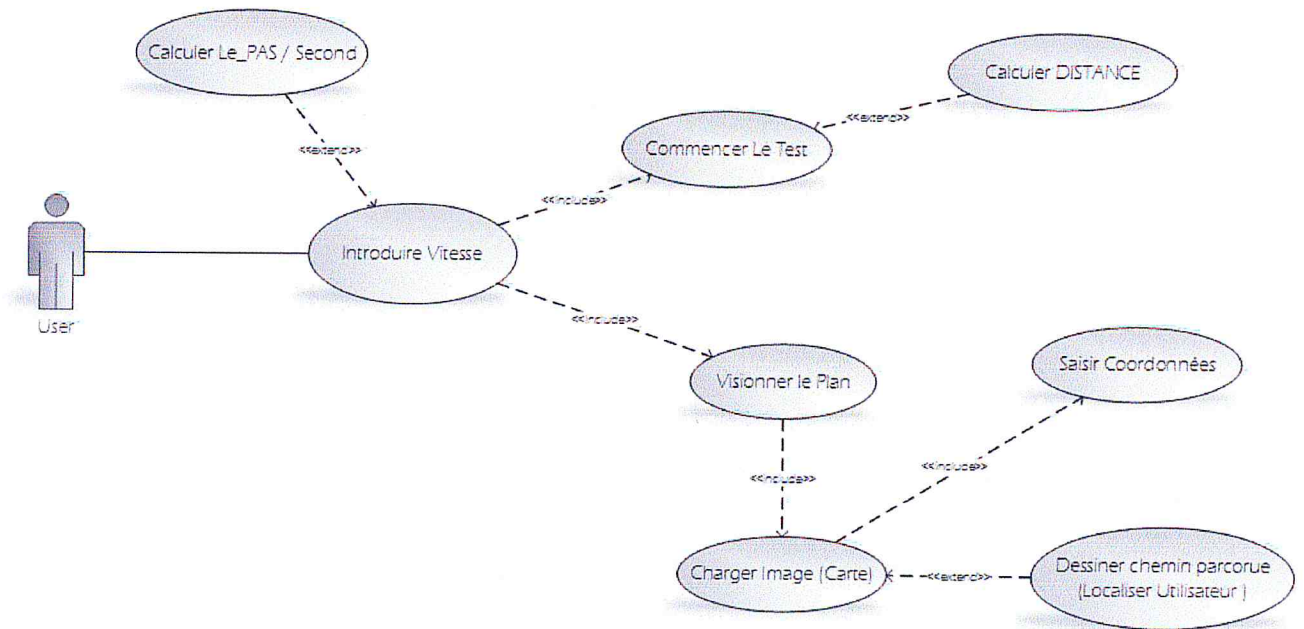 Calculer Le_PAS / Second
Calculer DISTANCE
<<extend>>
Commencer Le Test
<<extend>>
<<include>>
Introduire Vitesse
User
<<include>>
Visionner le Plan
Saisir Coordonnées
<<include>>
<<include>>
Charger Image (Carte)
<<extend>>
Dessiner chemin parcorue
(Localiser Utilisateur )